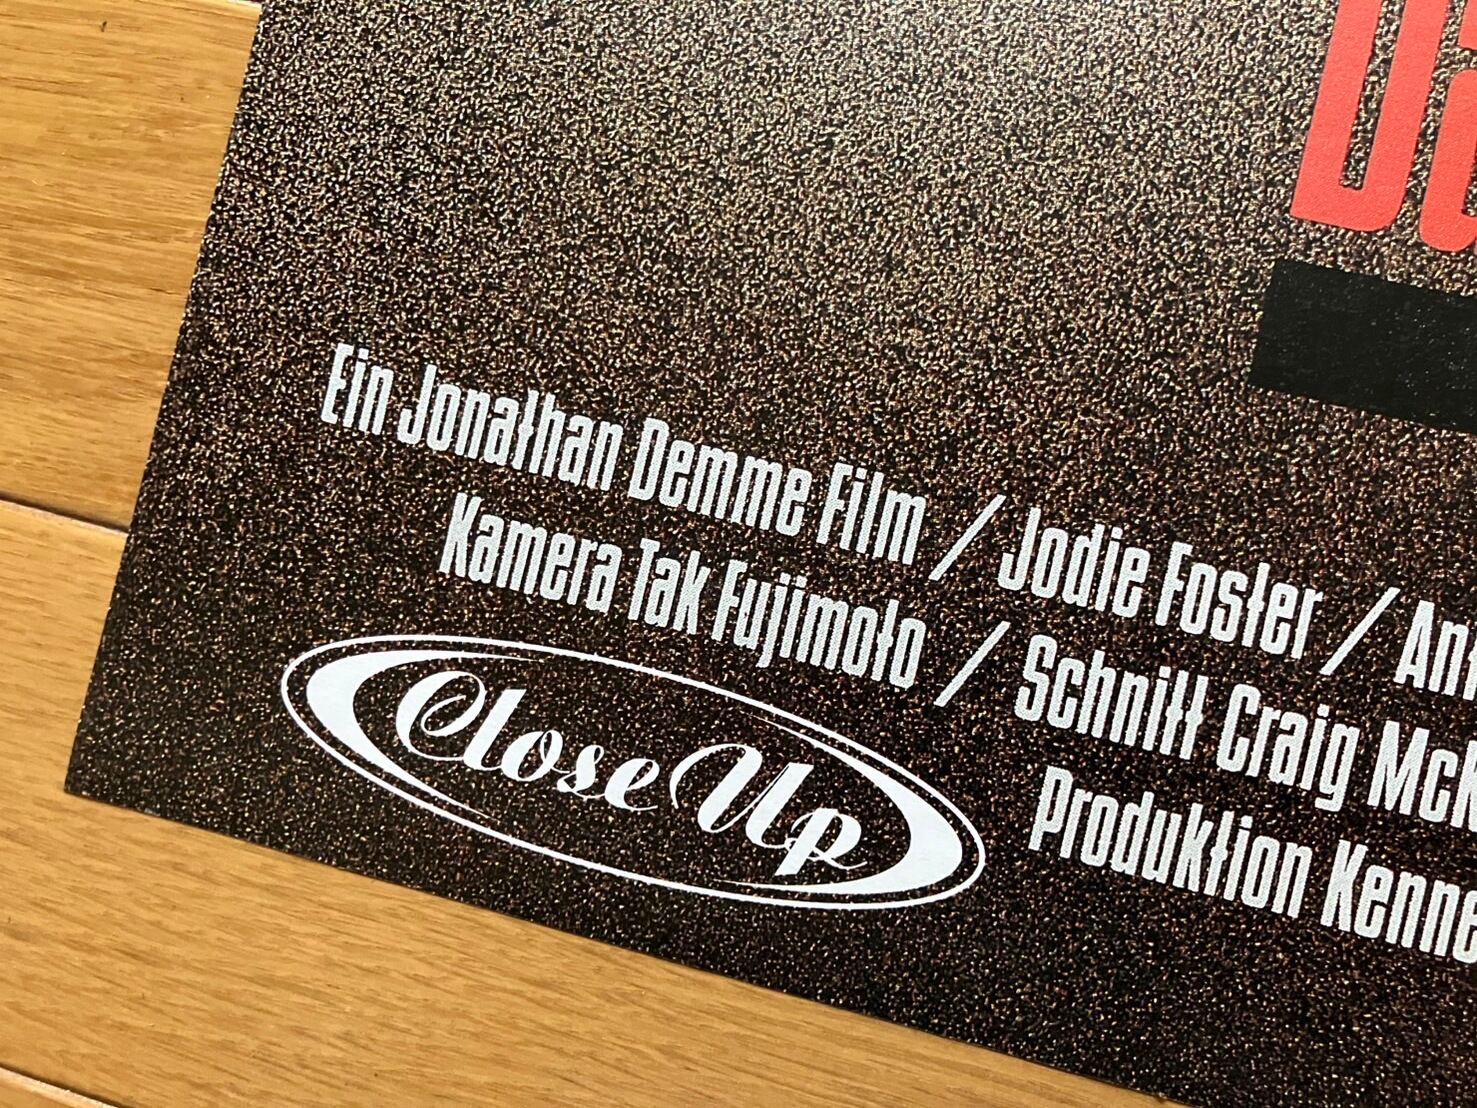 Ein Jonathan Demme Film / Jodie Foster /
Kamera Tak Fujimoto / Schnitt Craig
Produktion
Close Up